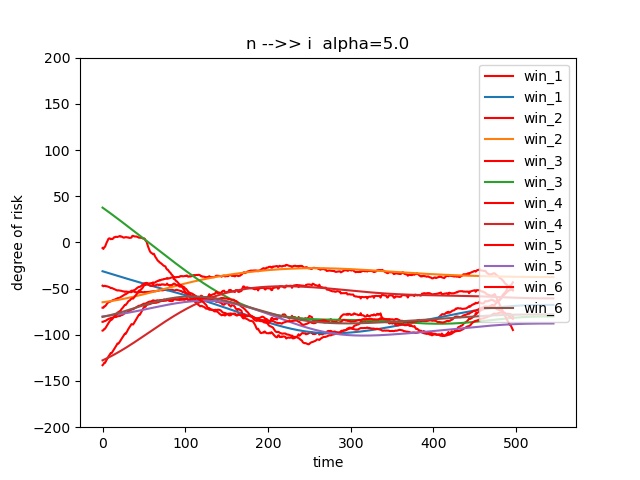 n -->> i  alpha=5.0
degree of risk
200
150
100
50
0
−50
−100
−150
−200
win_1
win_1
win_2
win_2
win_3
win_3
win_4
win_4
win_5
win_5
win_6
win_6
0 100 200 300 400 500
time